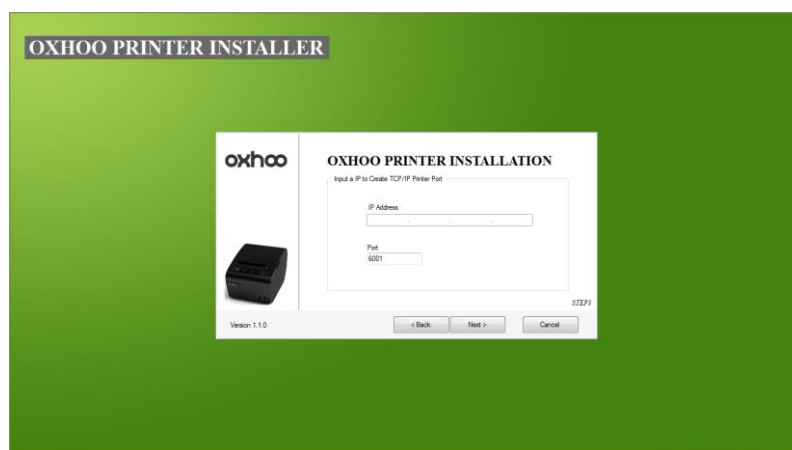 OXHOO PRINTER INSTALLER
oxhoo
OXHOO PRINTER INSTALLATION
Input a IP to Create TCP/IP Printer Port
IP Address
Port
6001
Version 1.1.0
< Back
Next >
Cancel